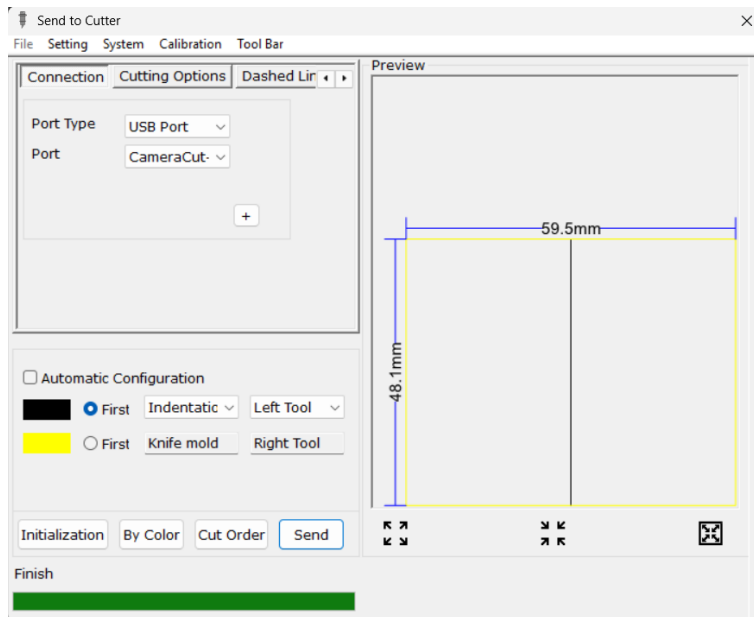 Send to Cutter
File Setting System Calibration Tool Bar
Connection Cutting Options Dashed Lin
Preview
Port Type USB Port
Port CameraCut-
+
59.5mm
48.1mm
Automatic Configuration
First Indentatic Left Tool
First Knife mold Right Tool
Initialization By Color Cut Order Send
Finish